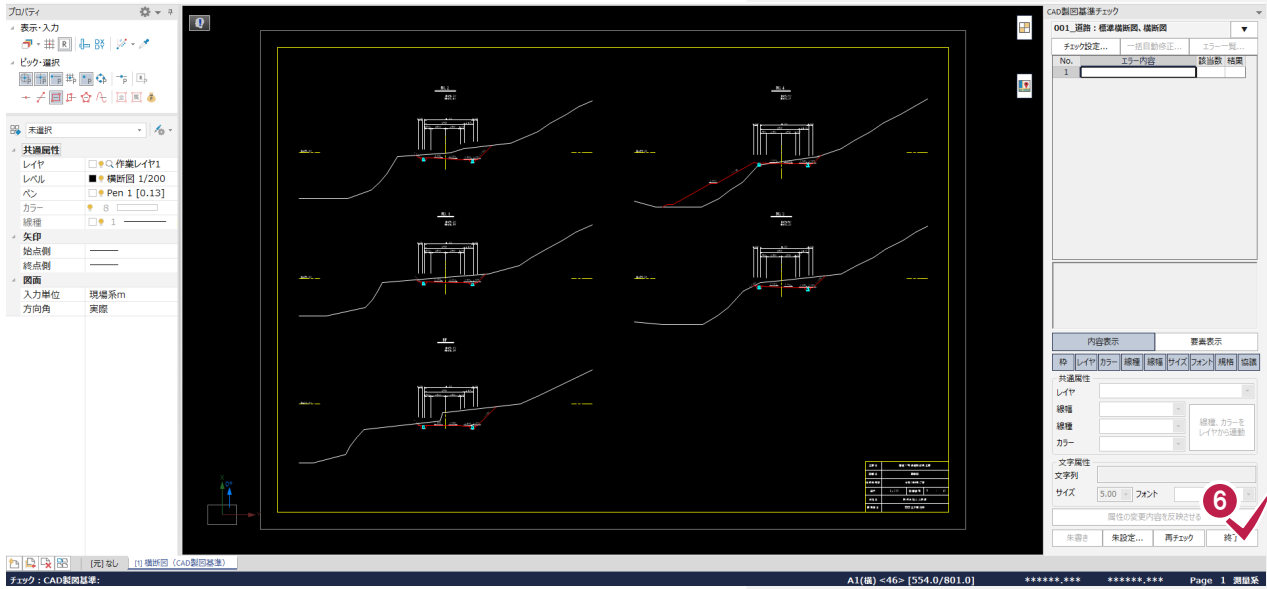 プロパティ
表示・入力
R
ピック・選択
未選択
共通属性
レイヤ 作業レイヤ1
レベル 横断図 1/200
ペン Pen 1 [0.13]
カラー 8
線種 1
矢印
始点側
終点側
図面
入力単位 現場系m
方向角 実際
DY
X
CAD製図基準チェック
001_道路：標準横断図、横断図
チェック設定... 一括自動修正... エラー一覧...
No. エラー内容 該当数 結果
1
内容表示 要素表示
枠 レイヤ カラー 線種 線幅 サイズ フォント 規格 協議
共通属性
レイヤ
線幅
線種
カラー
線種、カラーを
レイヤから連動
文字属性
文字列
サイズ 5.00 フォント
属性の変更内容を反映させる
6
朱書き 朱設定... 再チェック 終了
[元] なし [1] 横断図（CAD製図基準）
チェック：CAD製図基準: A1(横) <46> [554.0/801.0] ******.*** ******.*** Page 1 測量系